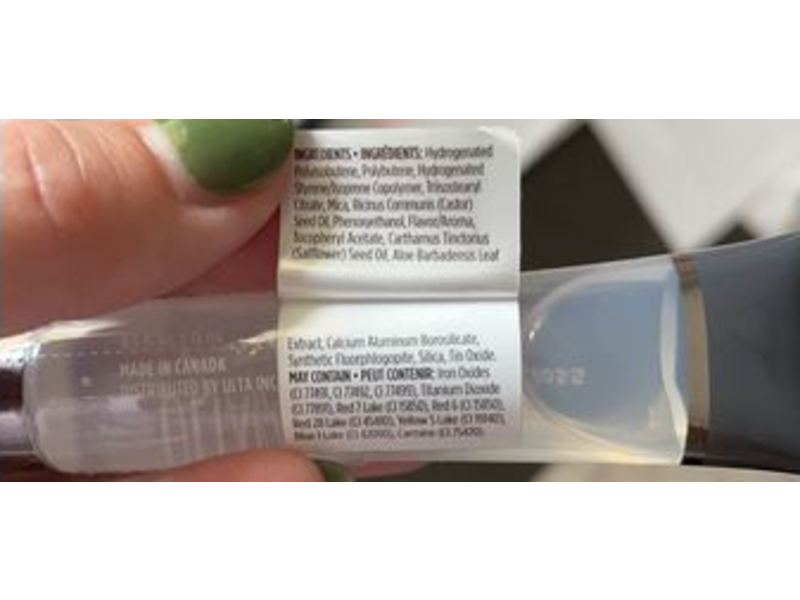 INGREDIENTS • INGRÉDIENTS: Hydrogenated
Polyisobutene, Polybutene, Hydrogenated
Styrene/Isoprene Copolymer, Triisostearyl
Citrate, Mica, Ricinus Communis (Castor)
Seed Oil, Phenoxyethanol, Flavor/Aroma,
Tocopheryl Acetate, Carthamus Tinctorius
(Safflower) Seed Oil, Aloe Barbadensis Leaf
Extract, Calcium Aluminum Borosilicate,
Synthetic Fluorphlogopite, Silica, Tin Oxide.
MAY CONTAIN • PEUT CONTENIR: Iron Oxides
(CI 77491, CI 77492, CI 77499), Titanium Dioxide
(CI 77891), Red 7 Lake (CI 15850), Red 6 (CI 15850),
Red 28 Lake (CI 45410), Yellow 5 Lake (CI 19140),
Blue 1 Lake (CI 42090), Carmine (CI 75470).
MADE IN CANADA
DISTRIBUTED BY ULTA INC